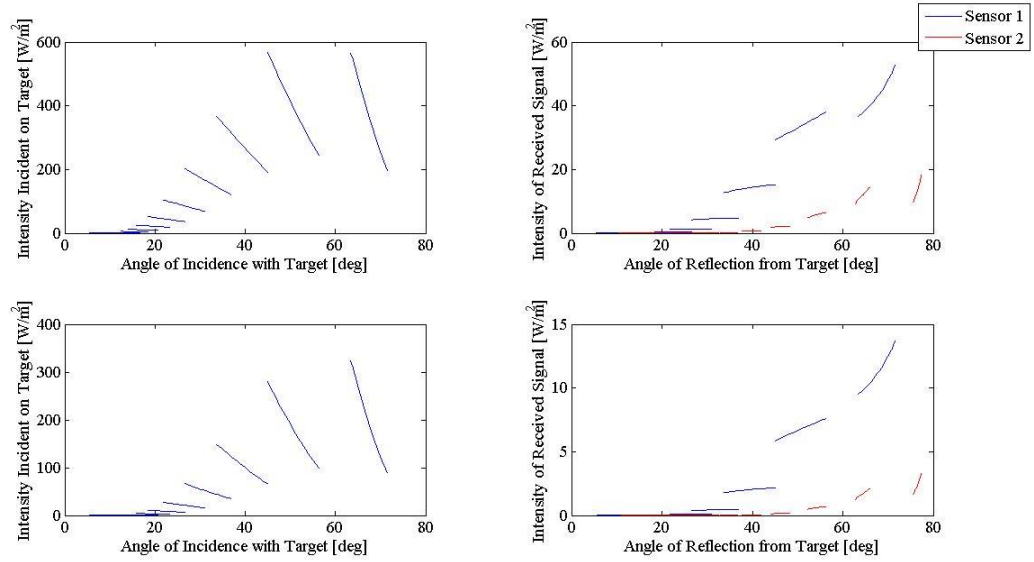 Sensor 1
Sensor 2
Intensity Incident on Target [W/m²]
600
400
200
0
0 20 40 60 80
Angle of Incidence with Target [deg]
Intensity of Received Signal [W/m²]
60
40
20
0
0 20 40 60 80
Angle of Reflection from Target [deg]
Intensity Incident on Target [W/m²]
400
300
200
100
0
0 20 40 60 80
Angle of Incidence with Target [deg]
Intensity of Received Signal [W/m²]
15
10
5
0
0 20 40 60 80
Angle of Reflection from Target [deg]